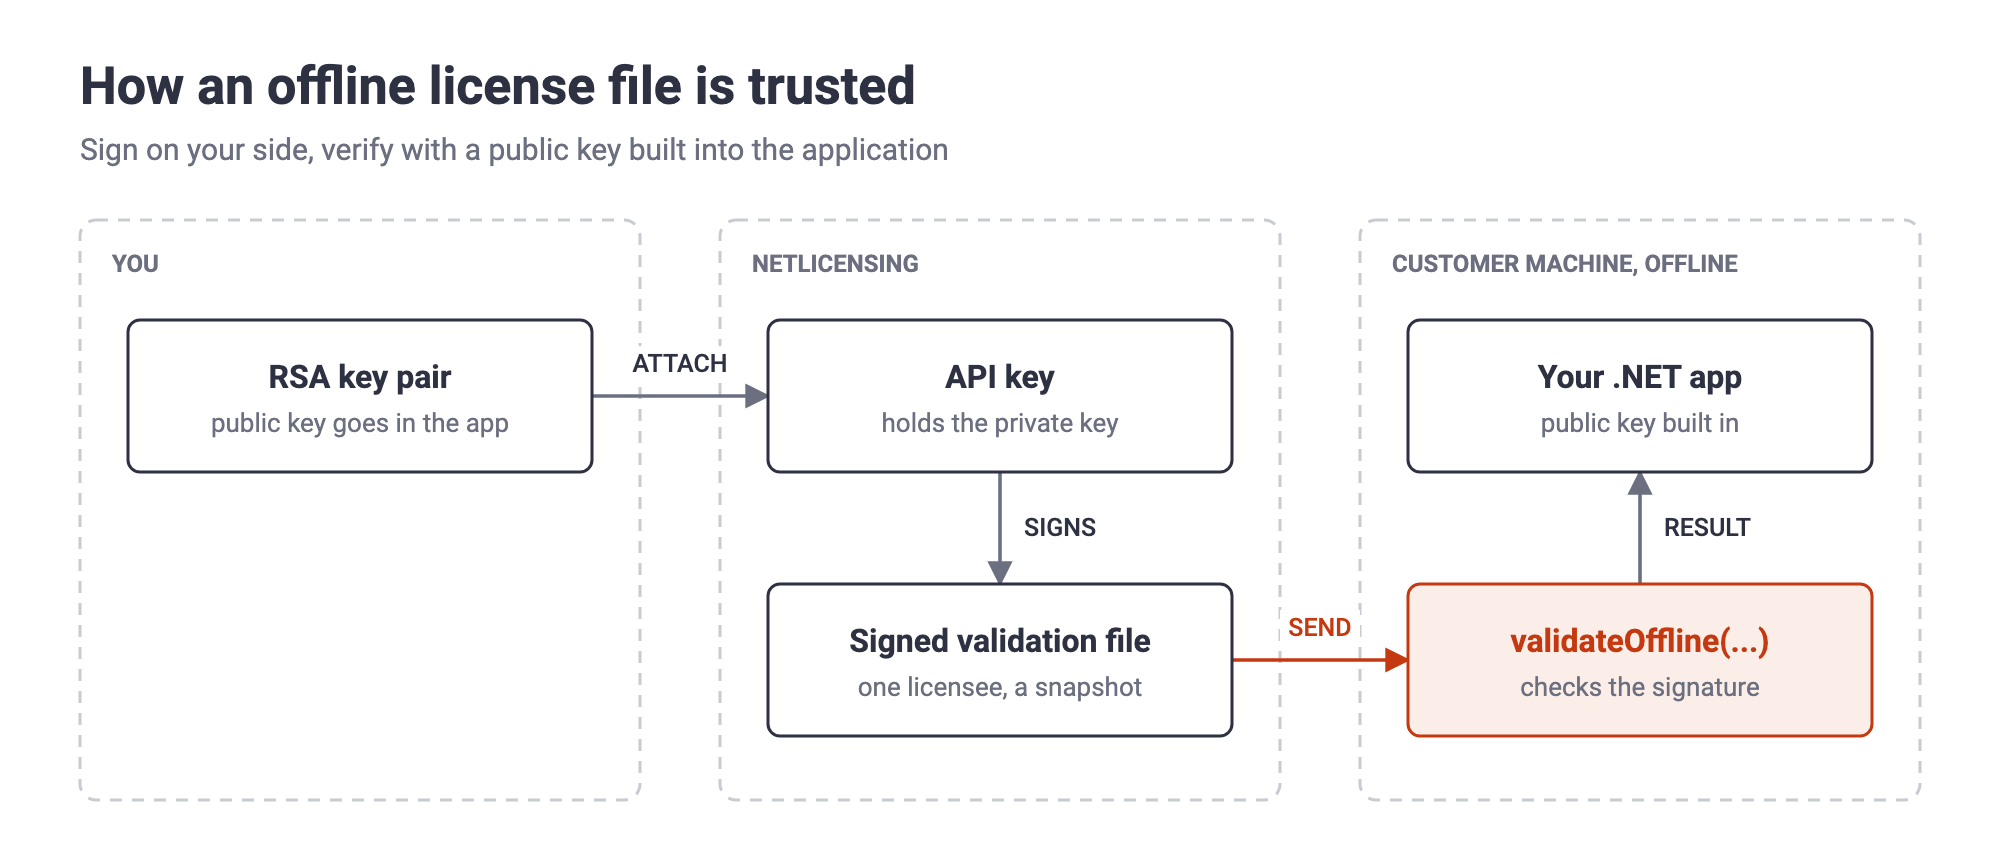 How an offline license file is trusted
Sign on your side, verify with a public key built into the application
YOU
RSA key pair
public key goes in the app
ATTACH
NETLICENSING
API key
holds the private key
SIGNS
Signed validation file
one licensee, a snapshot
SEND
CUSTOMER MACHINE, OFFLINE
Your .NET app
public key built in
RESULT
validateOffline(...)
checks the signature